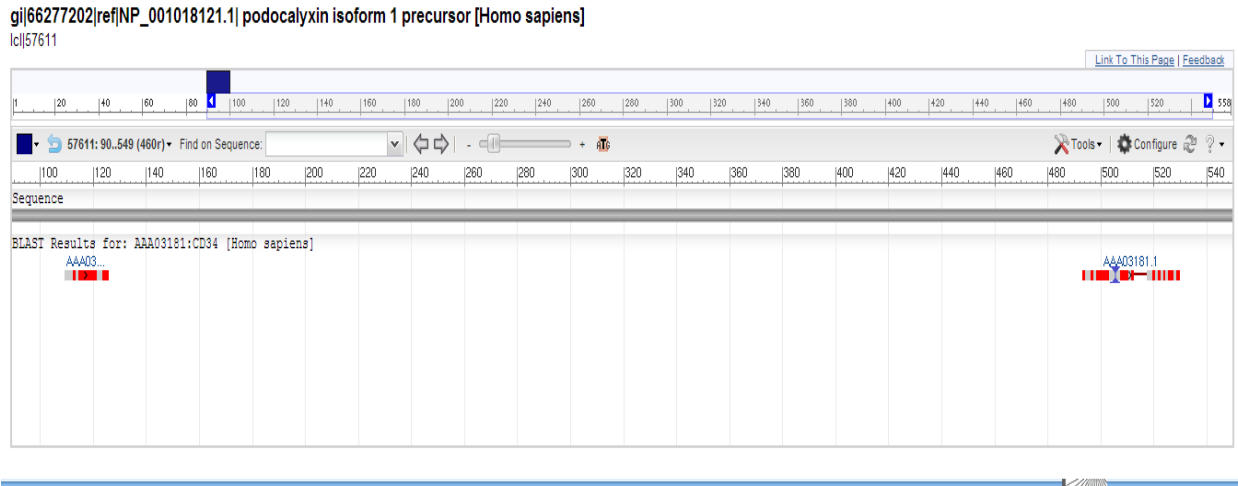 gi|66277202|ref|NP_001018121.1| podocalyxin isoform 1 precursor [Homo sapiens]
lcl|57611
Link To This Page | Feedback
1 20 40 60 80 100 120 140 160 180 200 220 240 260 280 300 320 340 360 380 400 420 440 460 480 500 520 558
57611: 90..549 (460r) Find on Sequence: - + ATG Tools Configure ?
100 120 140 160 180 200 220 240 260 280 300 320 340 360 380 400 420 440 460 480 500 520 540
Sequence
BLAST Results for: AAA03181:CD34 [Homo sapiens]
AAA03... AAA03181.1